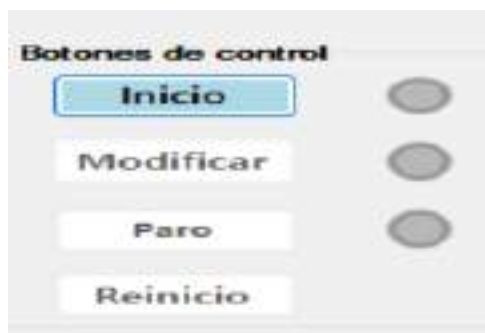 Botones de control
Inicio
Modificar
Paro
Reinicio